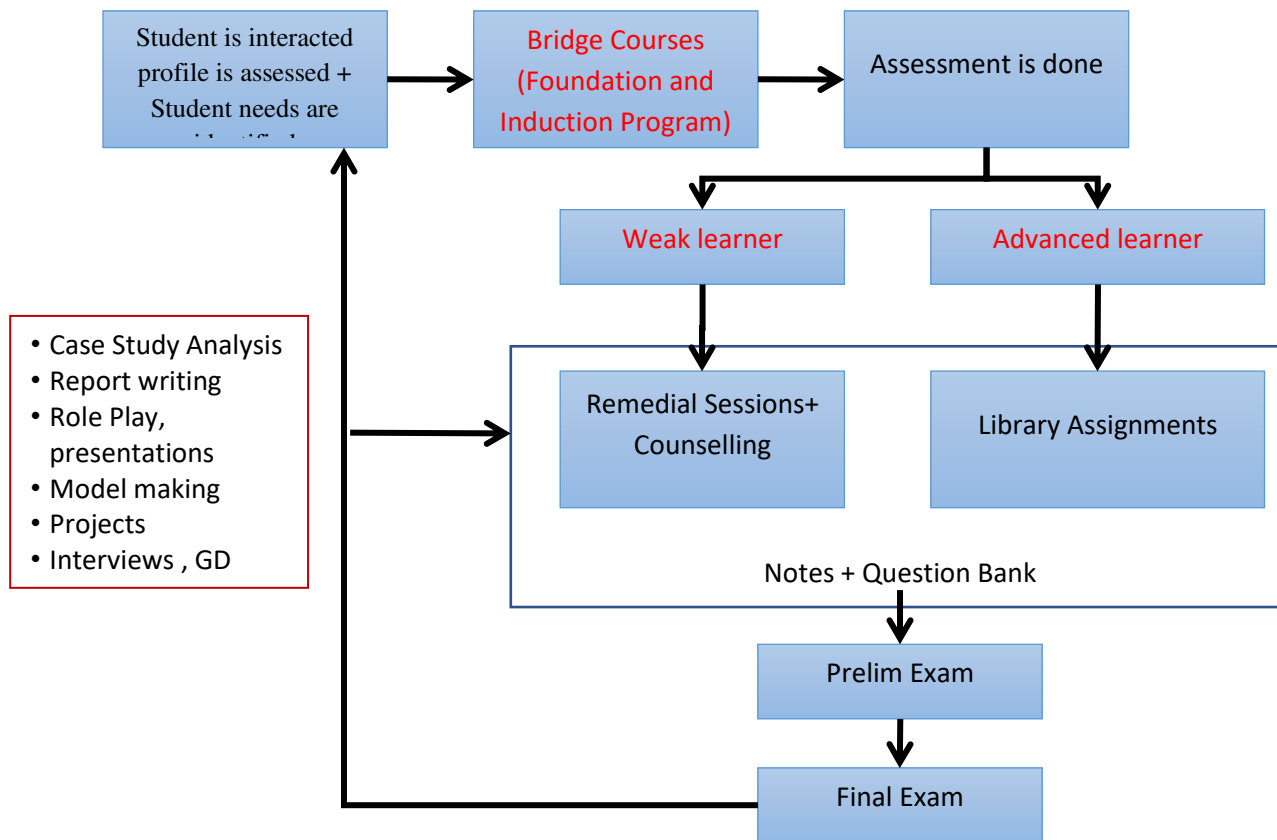 Student is interacted
profile is assessed +
Student needs are
Bridge Courses
(Foundation and
Induction Program)
Assessment is done
Weak learner
Advanced learner
• Case Study Analysis
• Report writing
• Role Play,
presentations
• Model making
• Projects
• Interviews , GD
Remedial Sessions+
Counselling
Library Assignments
Notes + Question Bank
Prelim Exam
Final Exam